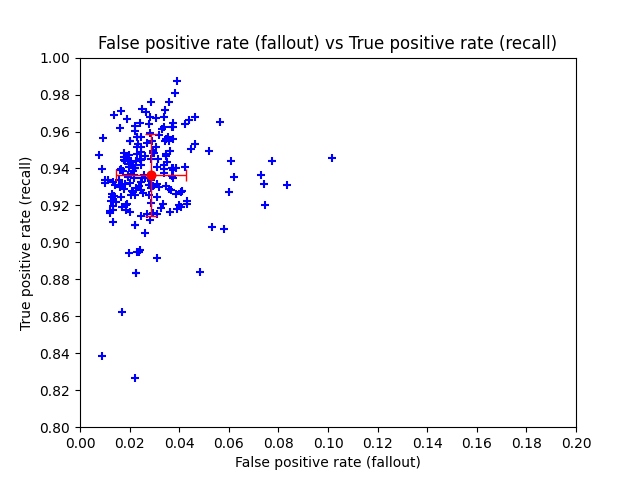 False positive rate (fallout) vs True positive rate (recall)
1.00
0.98
0.96
0.94
0.92
0.90
0.88
0.86
0.84
0.82
0.80
True positive rate (recall)
0.00 0.02 0.04 0.06 0.08 0.10 0.12 0.14 0.16 0.18 0.20
False positive rate (fallout)